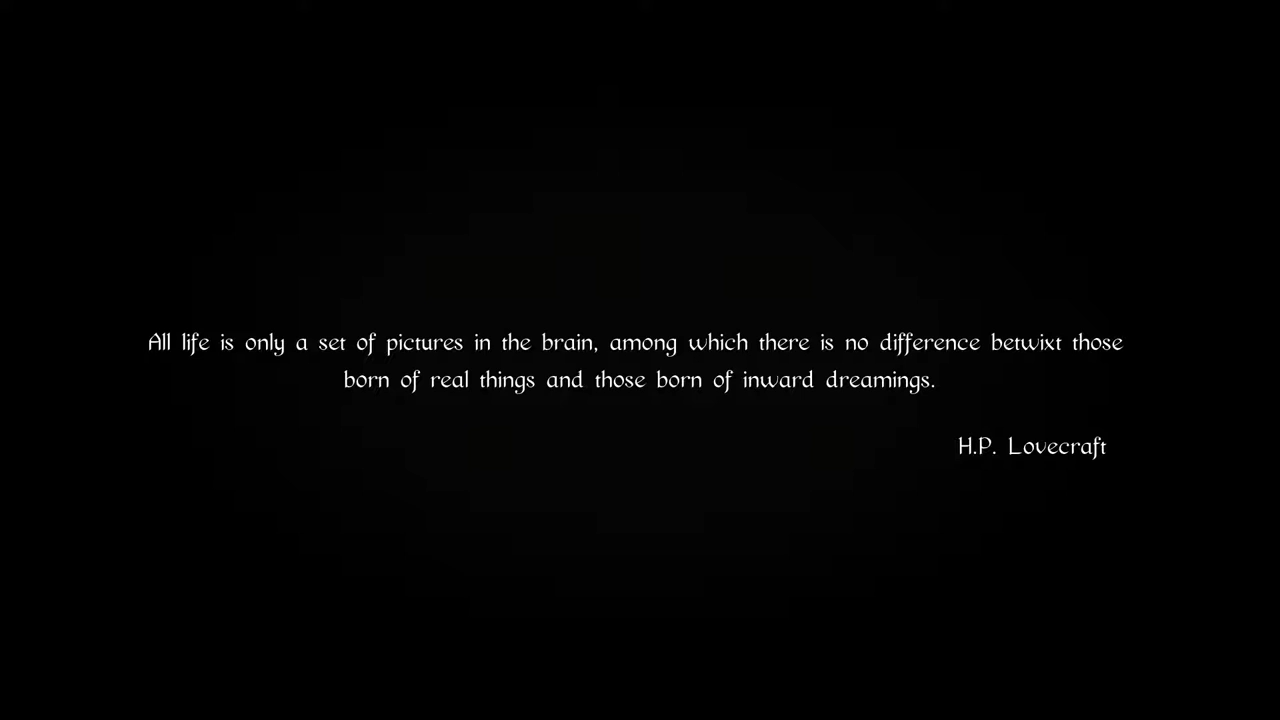 All life is only a set of pictures in the brain, among which there is no difference betwixt those
born of real things and those born of inward dreamings.
H.P. Lovecraft